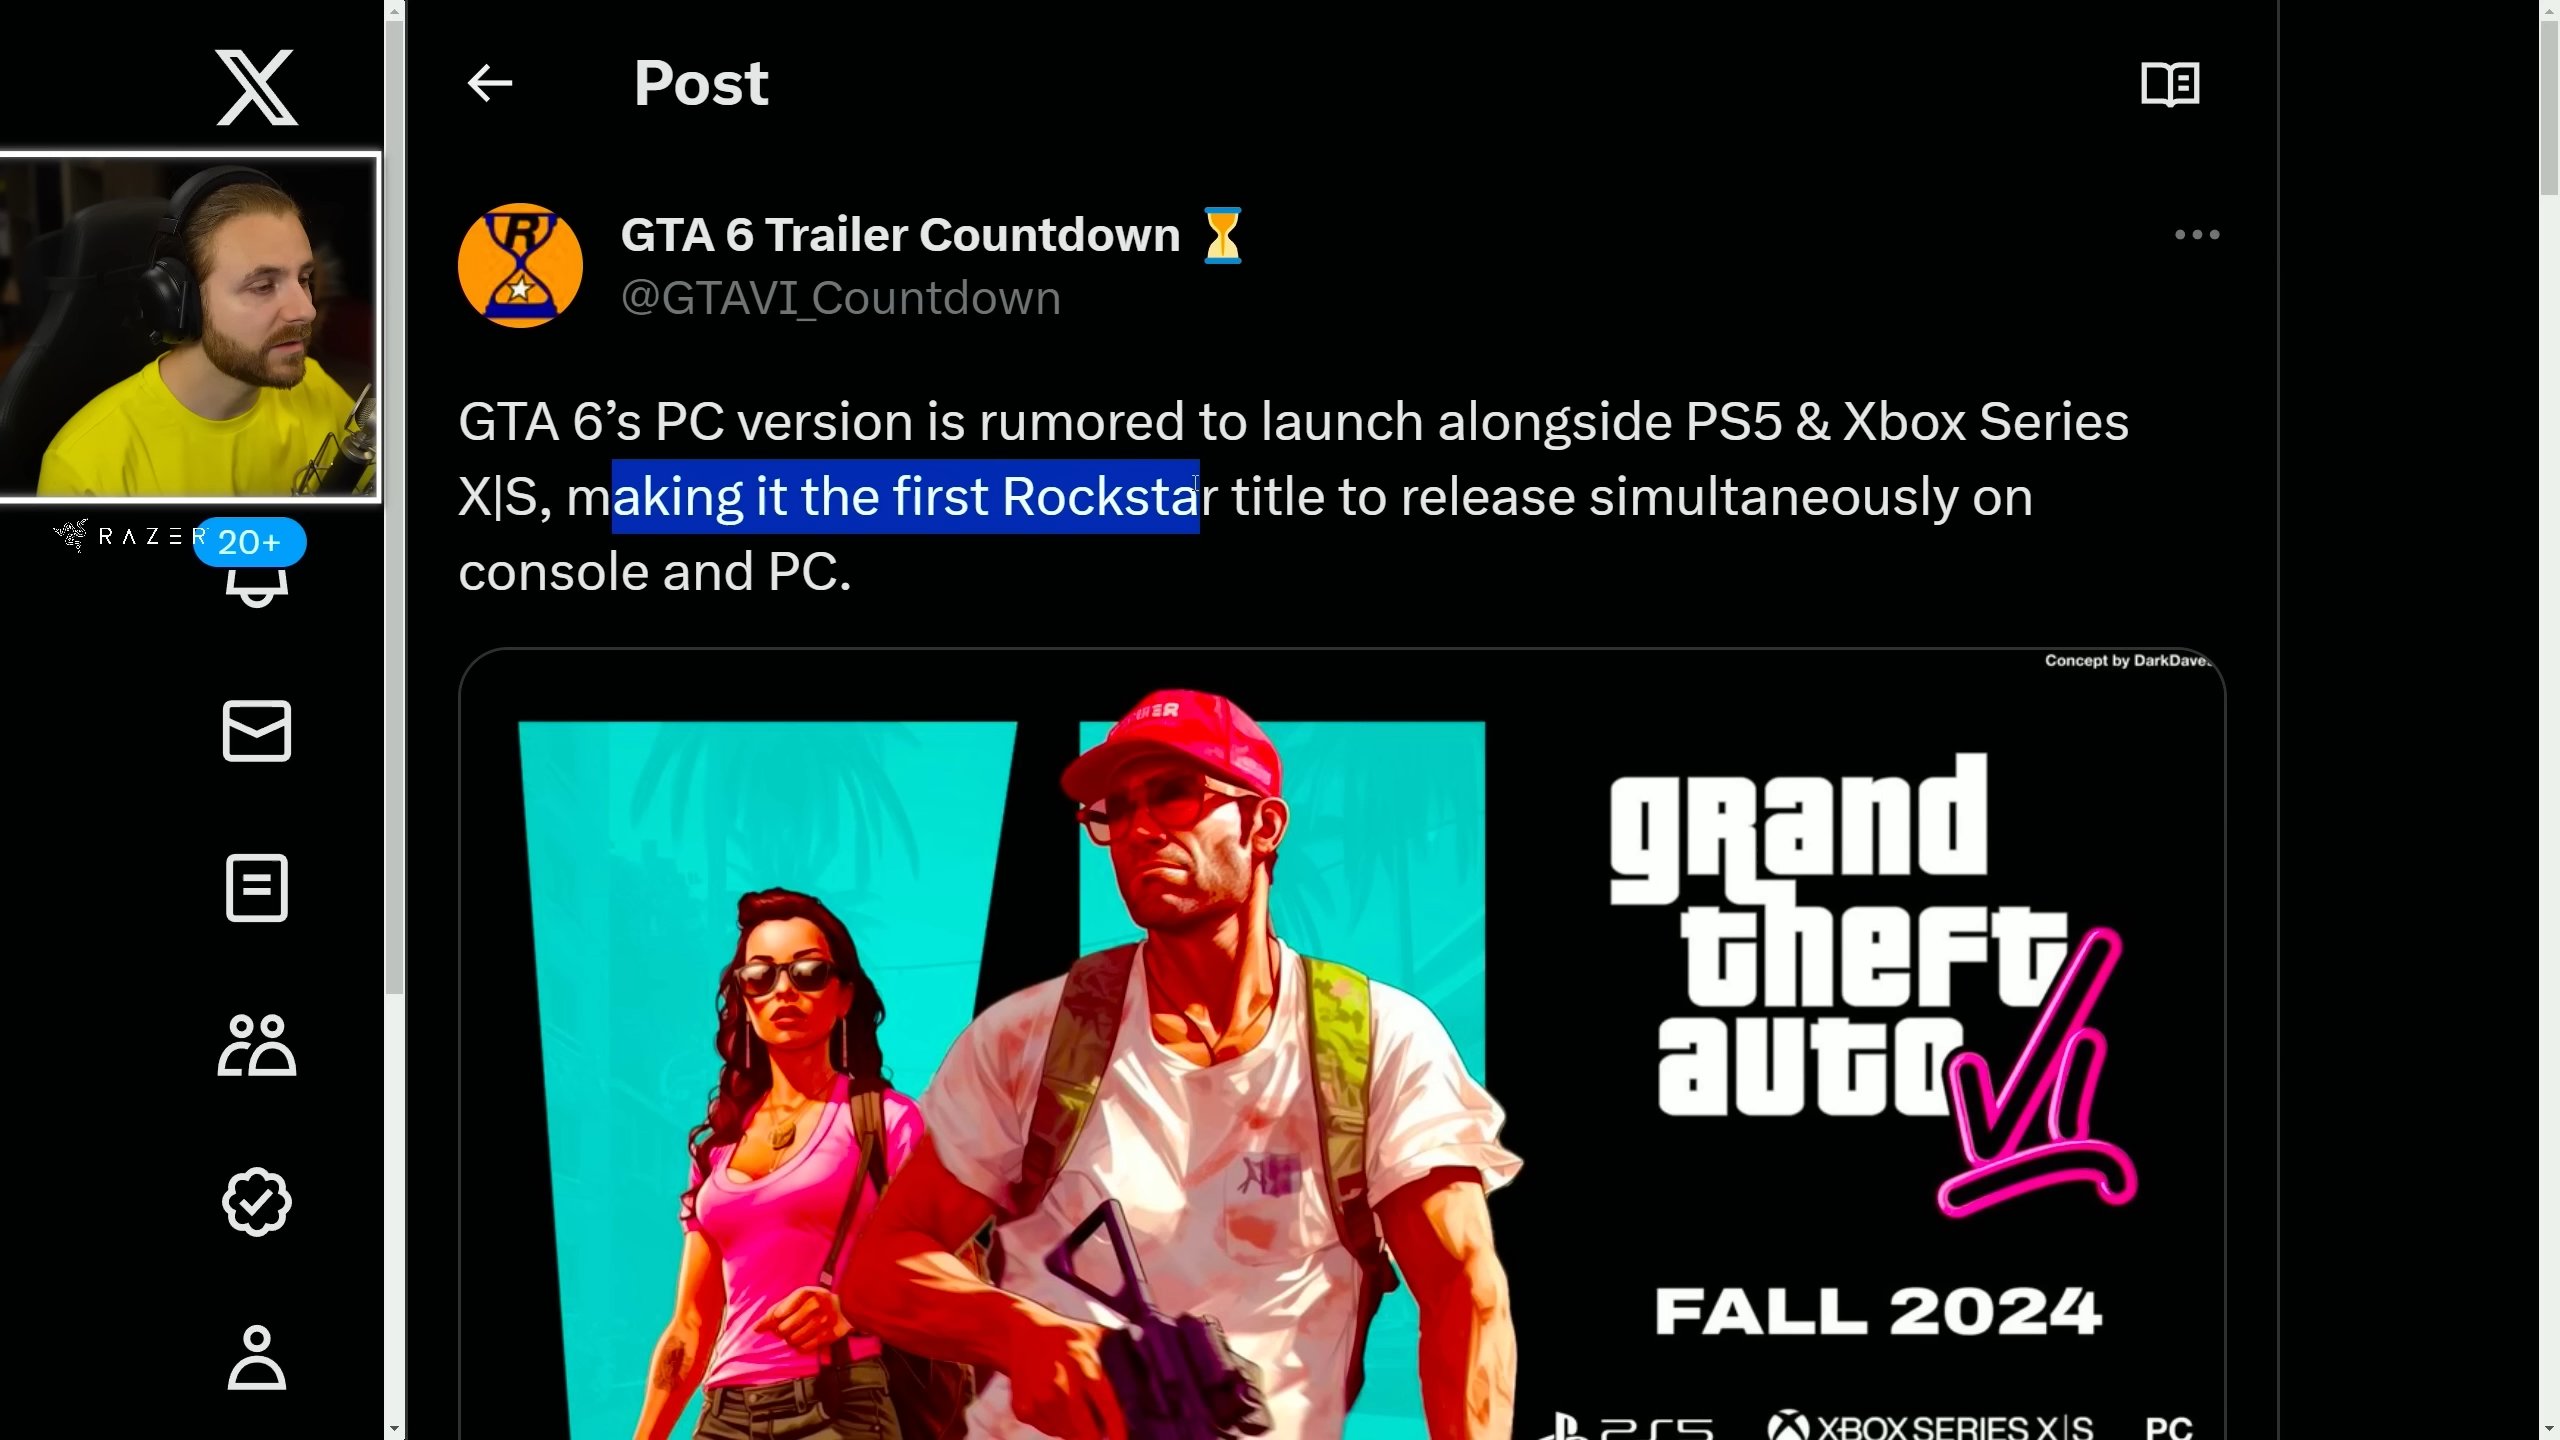 Post
GTA 6 Trailer Countdown ⏳
@GTAVI_Countdown
GTA 6’s PC version is rumored to launch alongside PS5 & Xbox Series
X|S, making it the first Rockstar title to release simultaneously on
console and PC.
RAZER
20+
Concept by DarkDave
grand
theft
auto
VI
FALL 2024
PS5 XBOX SERIES X|S PC